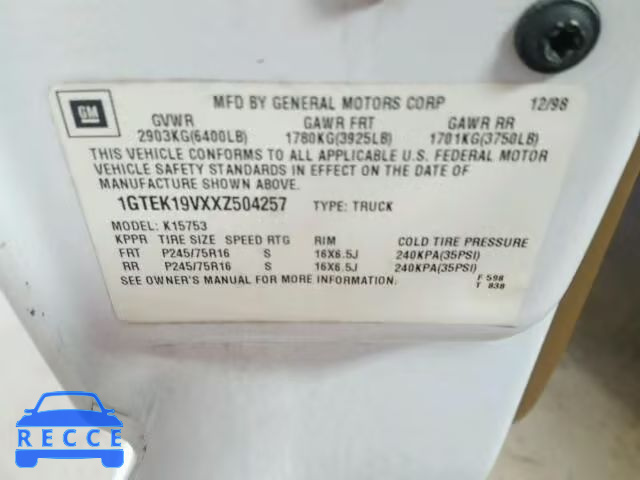 GM
MFD BY GENERAL MOTORS CORP 12/98
GVWR GAWR FRT GAWR RR
2903KG(6400LB) 1780KG(3925LB) 1701KG(3750LB)
THIS VEHICLE CONFORMS TO ALL APPLICABLE U.S. FEDERAL MOTOR
VEHICLE SAFETY STANDARDS IN EFFECT ON THE DATE OF
MANUFACTURE SHOWN ABOVE.
1GTEK19VXXZ504257 TYPE: TRUCK
MODEL: K15753
KPPR TIRE SIZE SPEED RTG RIM COLD TIRE PRESSURE
FRT P245/75R16 S 16X6.5J 240KPA(35PSI)
RR P245/75R16 S 16X6.5J 240KPA(35PSI)
SEE OWNER'S MANUAL FOR MORE INFORMATION. F 598
T 838
RECCE